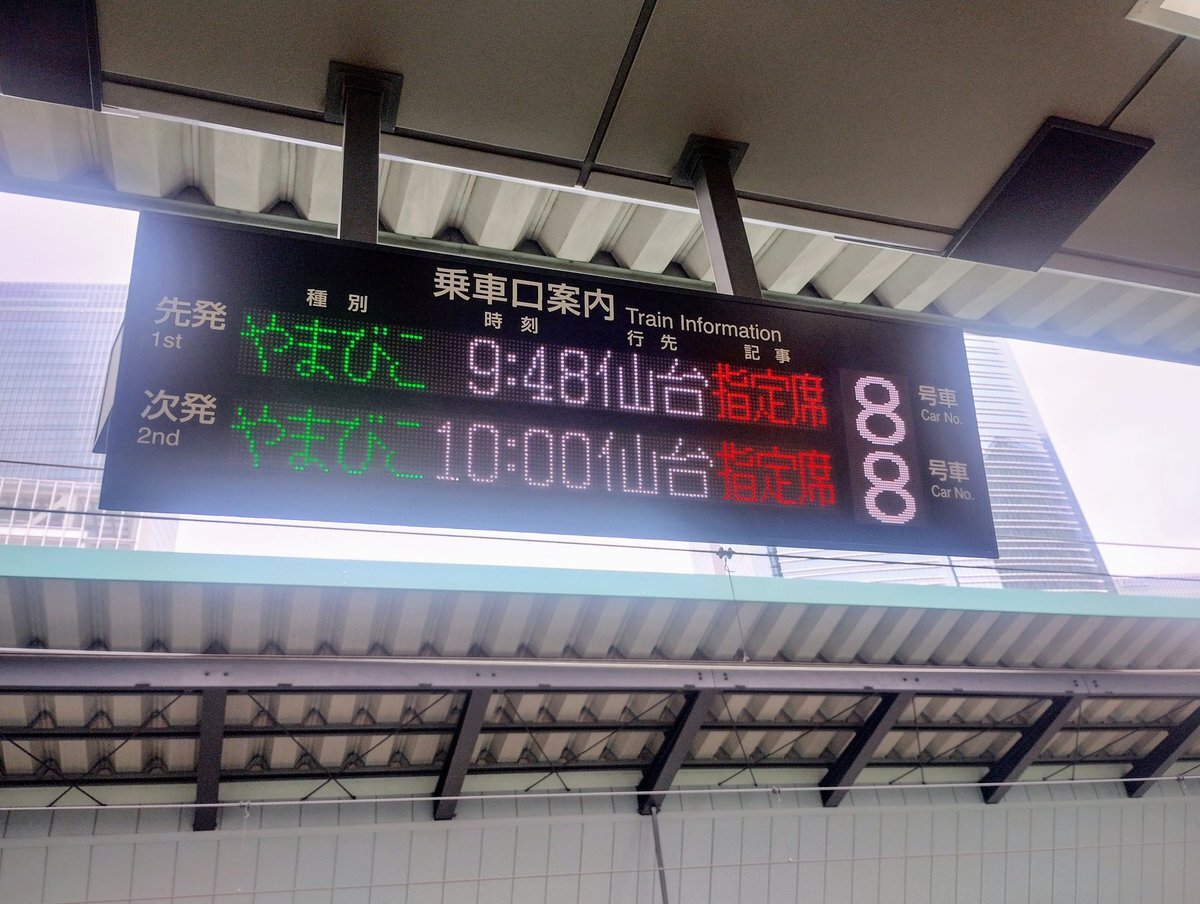 乗車口案内 Train Information
種別 時刻 行先 記事
先発 やまびこ 9:48 仙台 指定席 8 号車
1st Car No.
次発 やまびこ 10:00 仙台 指定席 8 号車
2nd Car No.